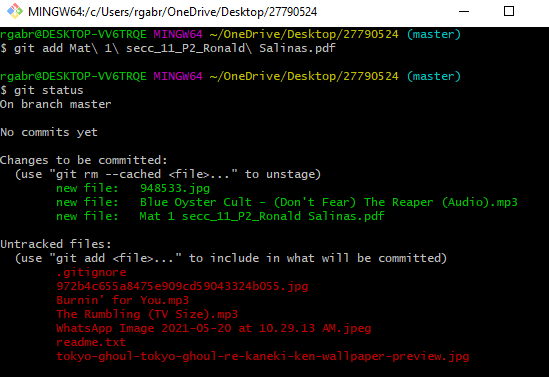 MINGW64:/c/Users/rgabr/OneDrive/Desktop/27790524
rgabr@DESKTOP-VV6TRQE MINGW64 ~/OneDrive/Desktop/27790524 (master)
$ git add Mat\ 1\ secc_11_P2_Ronald\ Salinas.pdf
rgabr@DESKTOP-VV6TRQE MINGW64 ~/OneDrive/Desktop/27790524 (master)
$ git status
On branch master
No commits yet
Changes to be committed:
(use "git rm --cached <file>..." to unstage)
new file: 948533.jpg
new file: Blue Oyster Cult - (Don't Fear) The Reaper (Audio).mp3
new file: Mat 1 secc_11_P2_Ronald Salinas.pdf
Untracked files:
(use "git add <file>..." to include in what will be committed)
.gitignore
972b4c655a8475e909cd59043324b055.jpg
Burnin' for You.mp3
The Rumbling (TV Size).mp3
WhatsApp Image 2021-05-20 at 10.29.13 AM.jpeg
readme.txt
tokyo-ghoul-tokyo-ghoul-re-kaneki-ken-wallpaper-preview.jpg